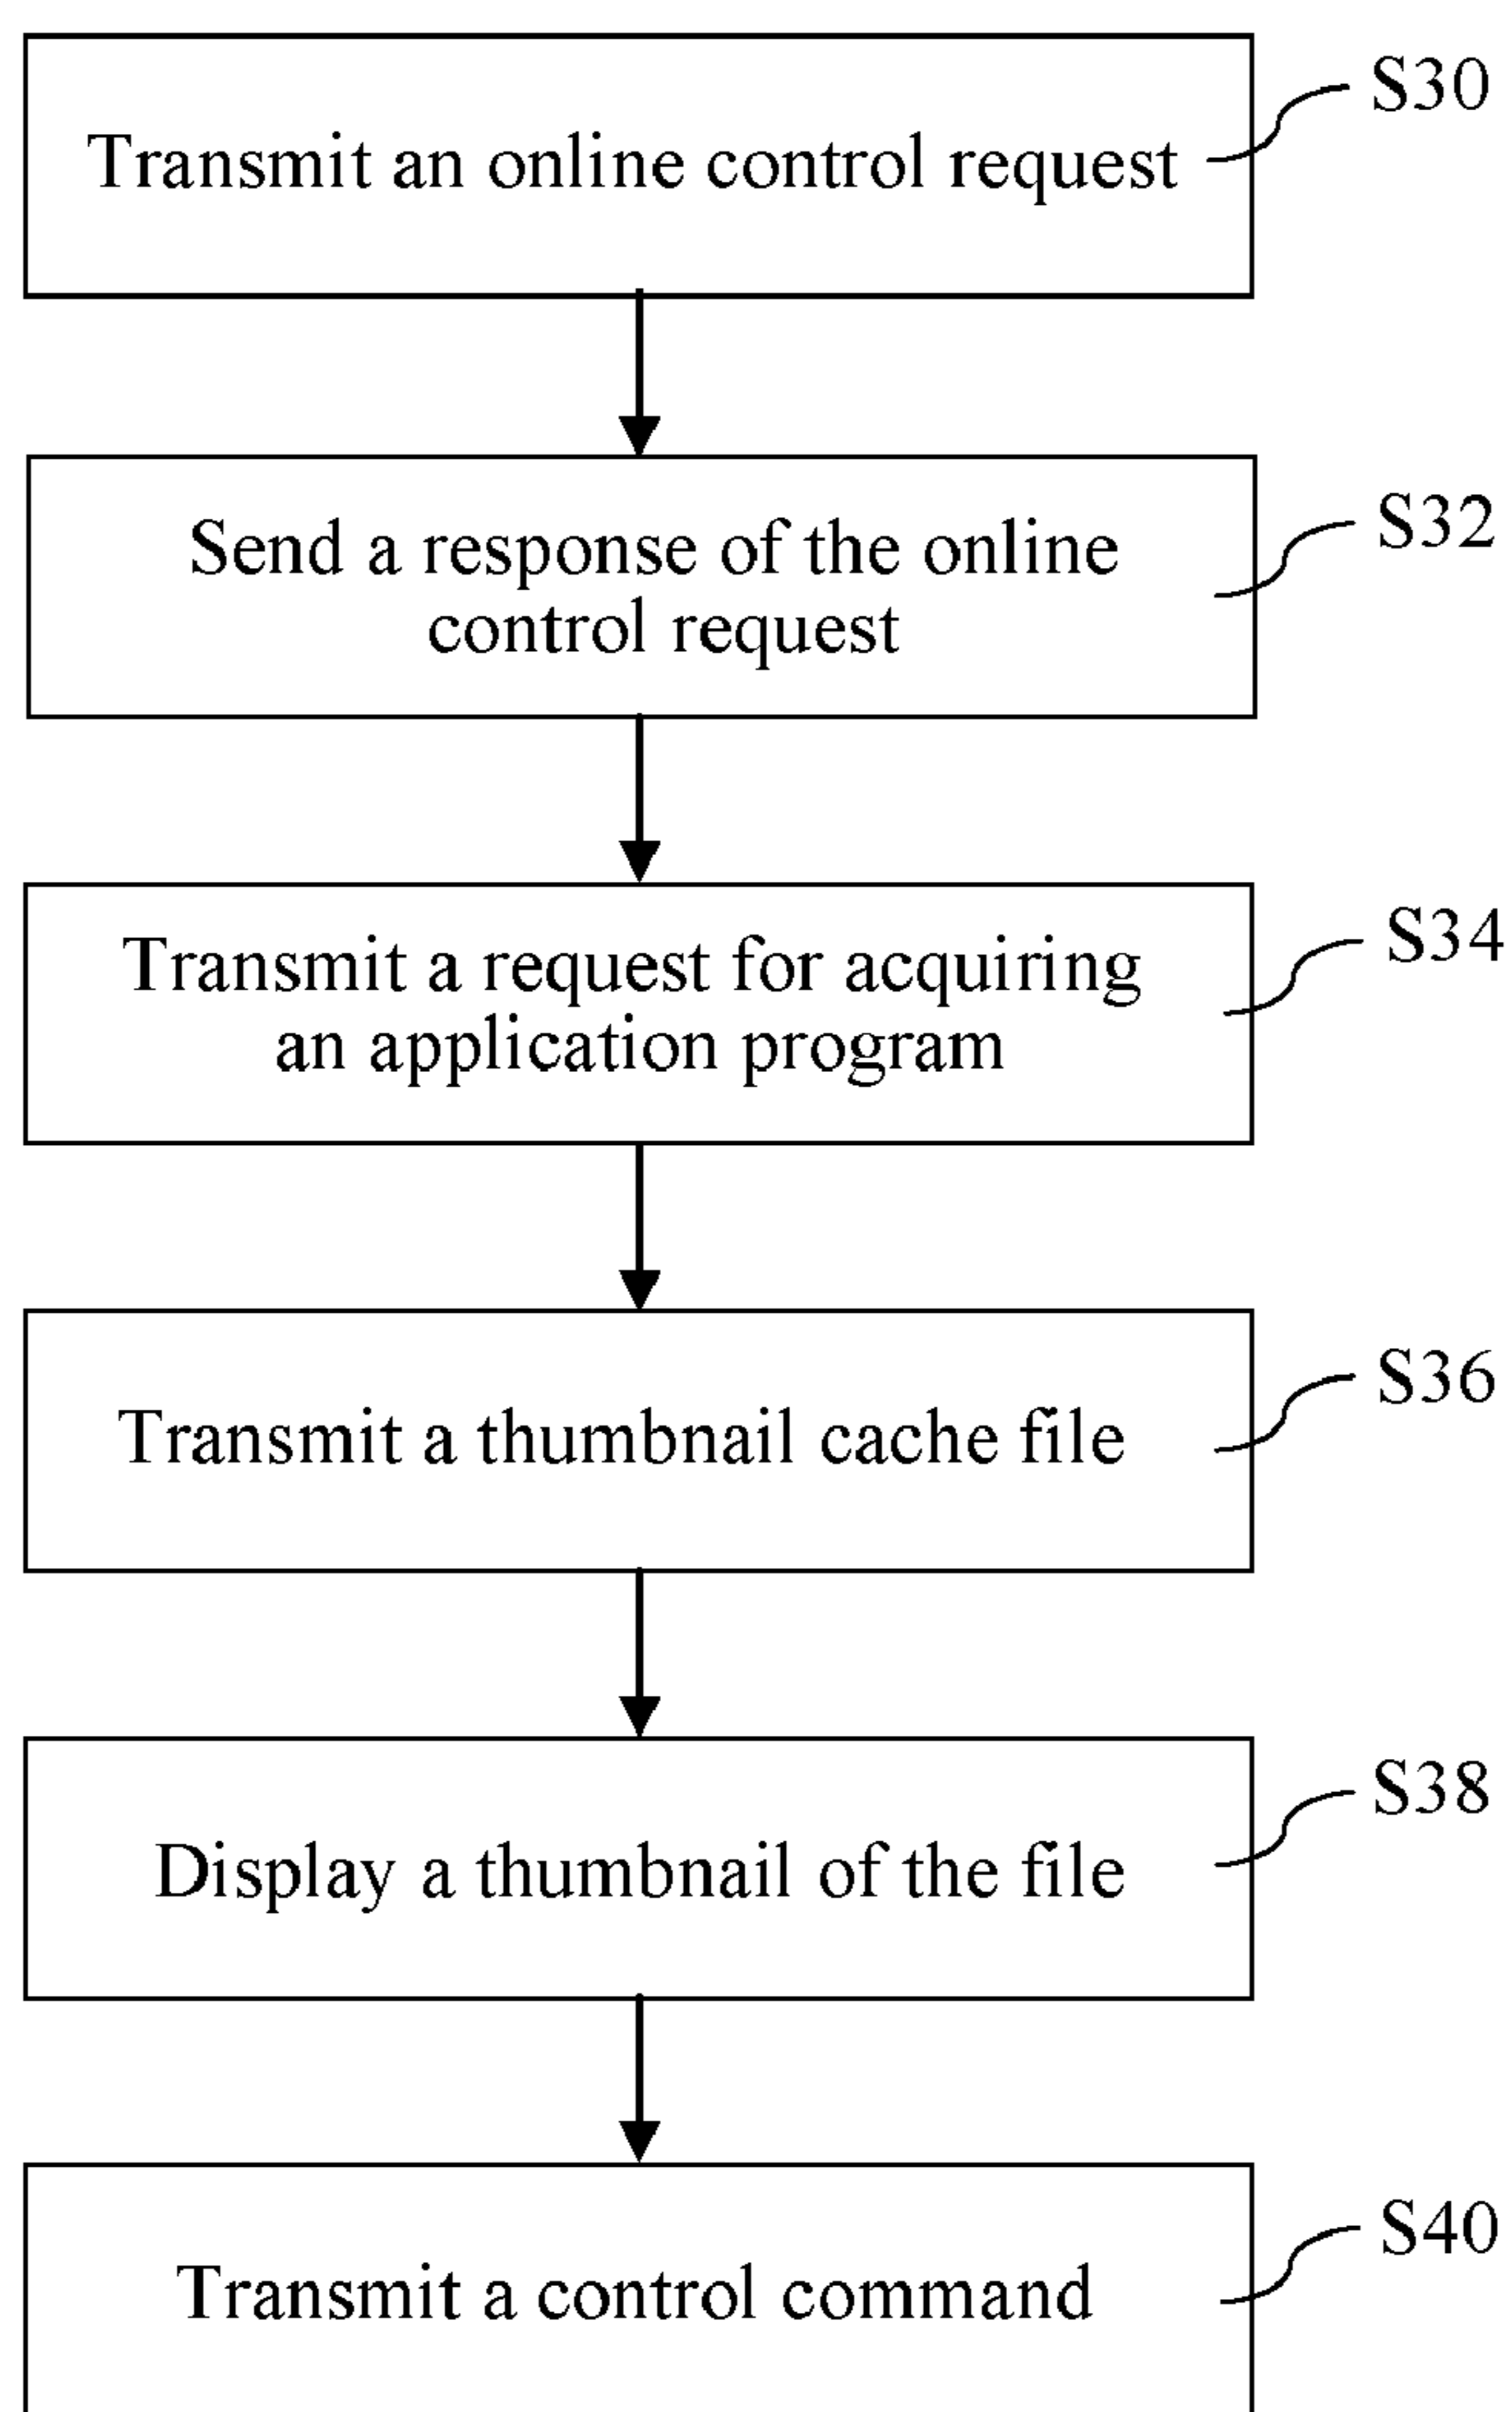 S30
Transmit an online control request
S32
Send a response of the online
control request
S34
Transmit a request for acquiring
an application program
S36
Transmit a thumbnail cache file
S38
Display a thumbnail of the file
S40
Transmit a control command